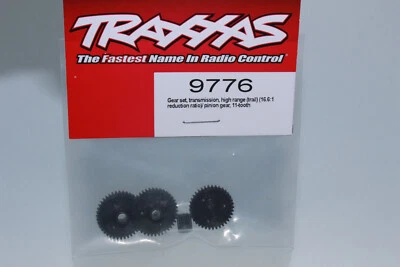 TRAXXAS
The Fastest Name In Radio Control
9776
Gear set, transmission, high range (trail) (16.6:1
reduction ratio)/ pinion gear, 11-tooth